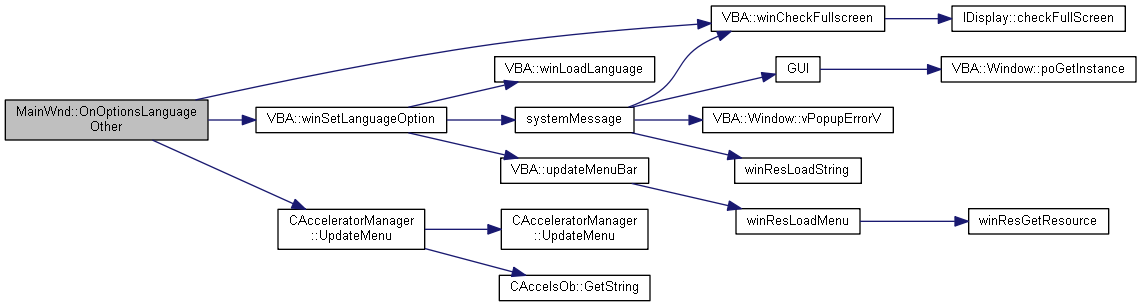 VBA::winCheckFullscreen
IDisplay::checkFullScreen
VBA::winLoadLanguage
GUI
VBA::Window::poGetInstance
MainWnd::OnOptionsLanguage
Other
VBA::winSetLanguageOption
systemMessage
VBA::Window::vPopupErrorV
VBA::updateMenuBar
winResLoadString
CAcceleratorManager
::UpdateMenu
CAcceleratorManager
::UpdateMenu
winResLoadMenu
winResGetResource
CAccelsOb::GetString